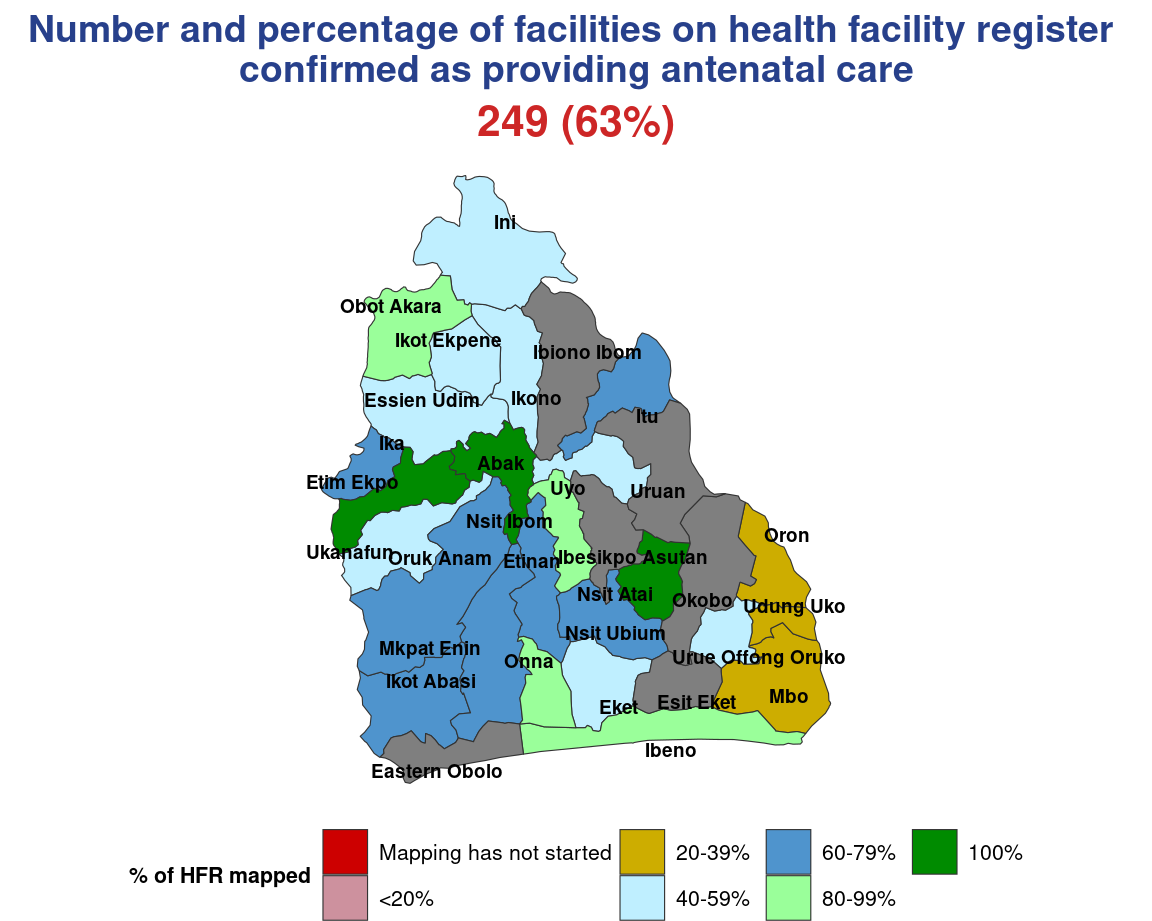 Number and percentage of facilities on health facility register
confirmed as providing antenatal care
249 (63%)
Ini
Obot Akara
Ikot Ekpene
Ibiono Ibom
Essien Udim
Ikono
Itu
Ika
Abak
Etim Ekpo
Uyo
Uruan
Nsit Ibom
Oron
Ukanafun
Oruk Anam
Etinan
Ibesikpo Asutan
Nsit Atai
Okobo
Udung Uko
Nsit Ubium
Mkpat Enin
Onna
Urue Offong Oruko
Ikot Abasi
Mbo
Esit Eket
Eket
Ibeno
Eastern Obolo
% of HFR mapped
Mapping has not started
<20%
20-39%
40-59%
60-79%
80-99%
100%